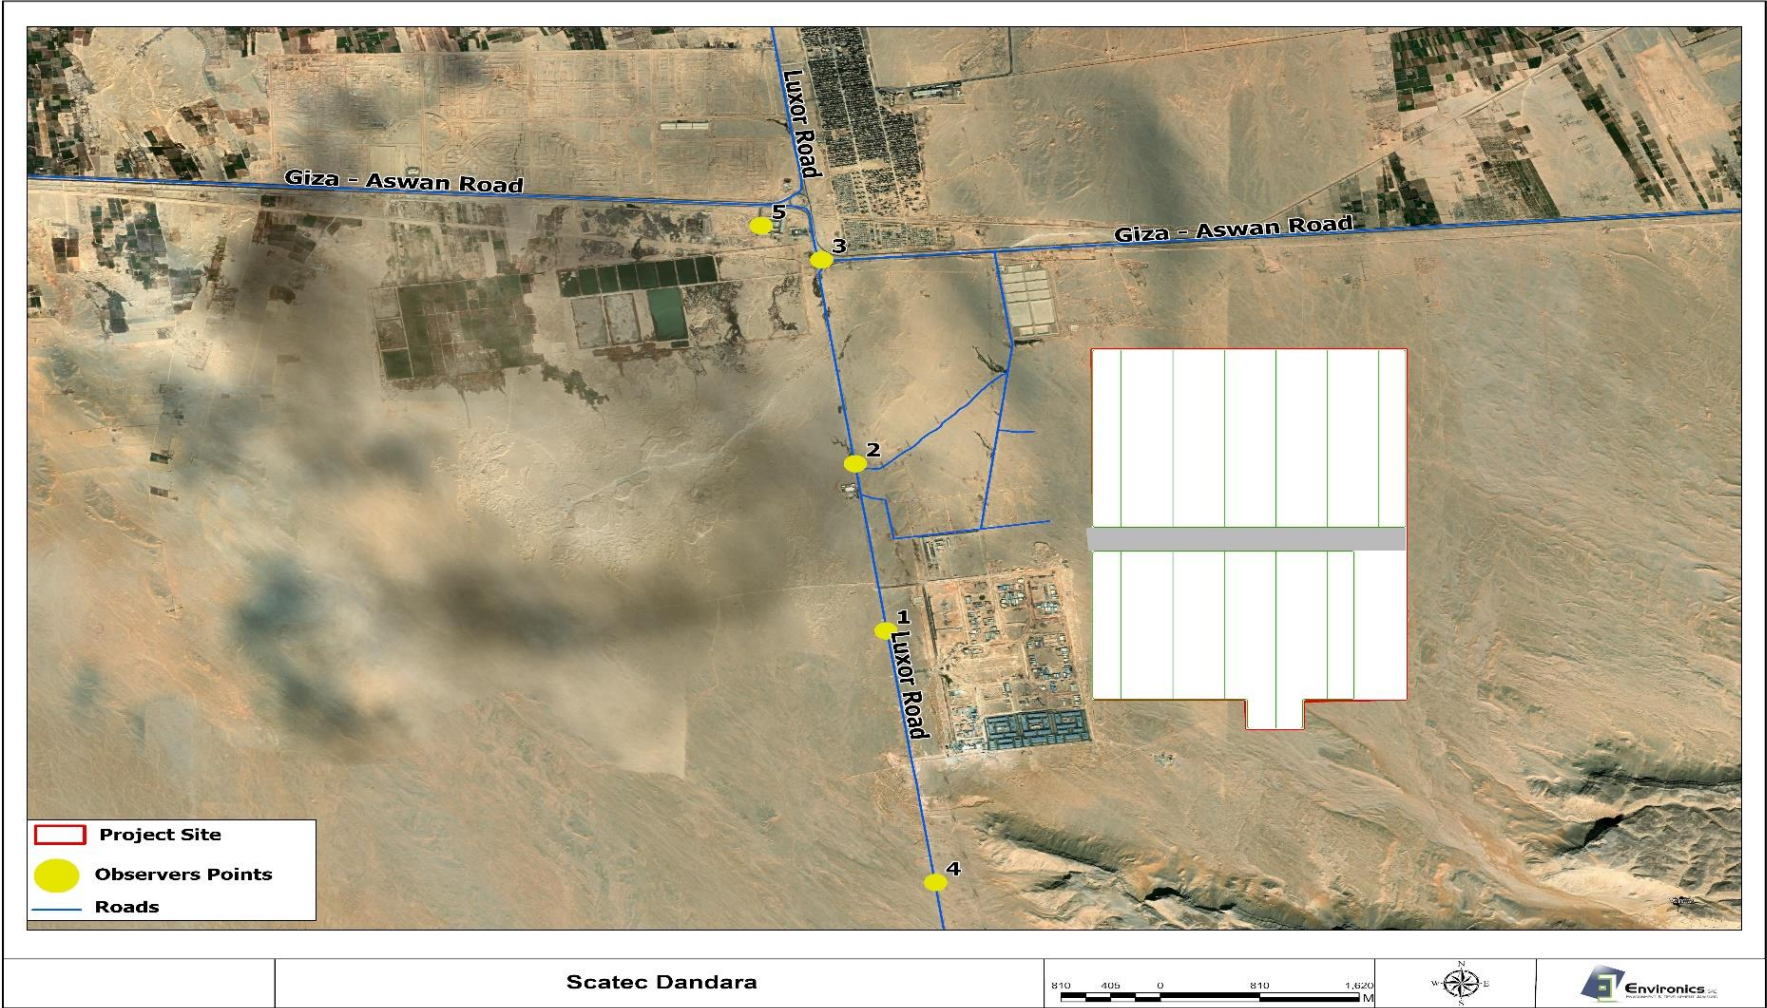 Luxor Road
Giza - Aswan Road
5
3
Giza - Aswan Road
2
1
Luxor Road
4
Project Site
Observers Points
Roads
Scatec Dandara
810 405 0 810 1,620
M
N
W E
S
Environics